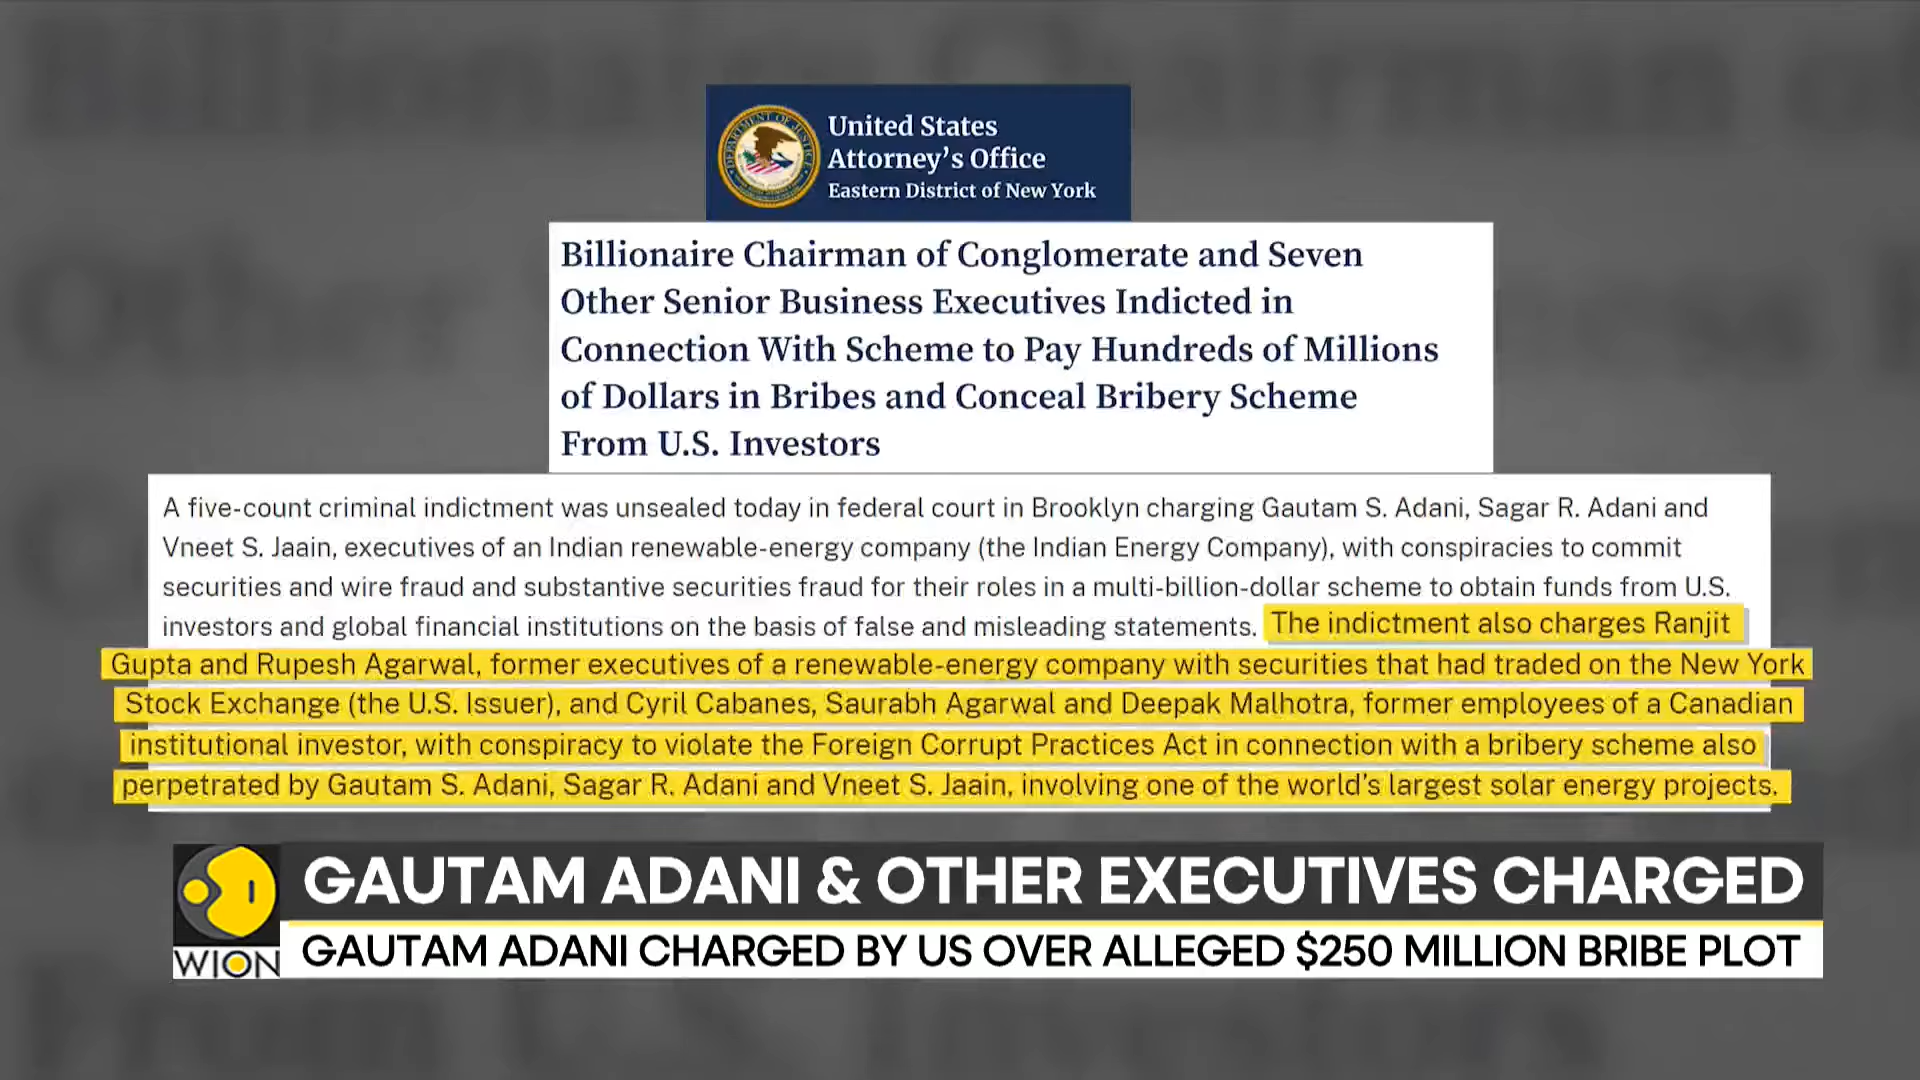 United States
Attorney's Office
Eastern District of New York
Billionaire Chairman of Conglomerate and Seven
Other Senior Business Executives Indicted in
Connection With Scheme to Pay Hundreds of Millions
of Dollars in Bribes and Conceal Bribery Scheme
From U.S. Investors
A five-count criminal indictment was unsealed today in federal court in Brooklyn charging Gautam S. Adani, Sagar R. Adani and
Vneet S. Jaain, executives of an Indian renewable-energy company (the Indian Energy Company), with conspiracies to commit
securities and wire fraud and substantive securities fraud for their roles in a multi-billion-dollar scheme to obtain funds from U.S.
investors and global financial institutions on the basis of false and misleading statements. The indictment also charges Ranjit
Gupta and Rupesh Agarwal, former executives of a renewable-energy company with securities that had traded on the New York
Stock Exchange (the U.S. Issuer), and Cyril Cabanes, Saurabh Agarwal and Deepak Malhotra, former employees of a Canadian
institutional investor, with conspiracy to violate the Foreign Corrupt Practices Act in connection with a bribery scheme also
perpetrated by Gautam S. Adani, Sagar R. Adani and Vneet S. Jaain, involving one of the world's largest solar energy projects.
GAUTAM ADANI & OTHER EXECUTIVES CHARGED
GAUTAM ADANI CHARGED BY US OVER ALLEGED $250 MILLION BRIBE PLOT
WION